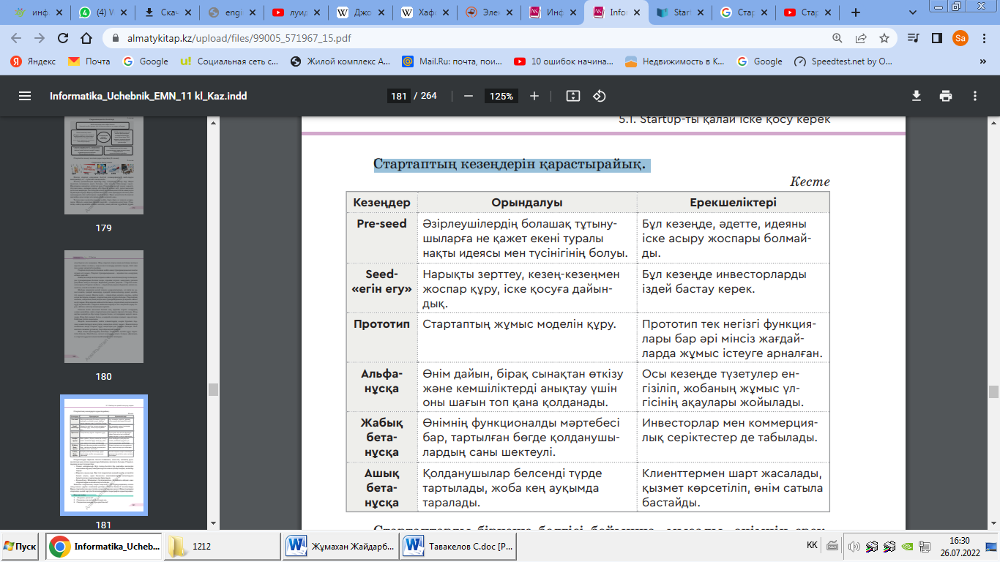 инф
(4) W
Скач
engi
луид
Джо
Хафс
Элек
Инф
Infor
Start
Стар
Стар
almatykitap.kz/upload/files/99005_571967_15.pdf
Sa
Яндекс
Почта
Google
Социальная сеть с...
Жилой комплекс А...
Mail.Ru: почта, пои...
10 ошибок начина...
Недвижимость в К...
Google
Speedtest.net by O...
»
Informatika_Uchebnik_EMN_11 kl_Kaz.indd
181 / 264
125%
179
180
181
5.1. Startup-ты қалай іске қосу керек
Стартаптың кезеңдерін қарастырайық.
Кесте
Кезеңдер Орындалуы Ерекшеліктері
Pre-seed
Әзірлеушілердің болашақ тұтыну-
шыларға не қажет екені туралы
нақты идеясы мен түсінігінің болуы.
Бұл кезеңде, әдетте, идеяны
іске асыру жоспары болмай-
ды.
Seed-
«егін егу»
Нарықты зерттеу, кезең-кезеңмен
жоспар құру, іске қосуға дайын-
дық.
Бұл кезеңде инвесторларды
іздей бастау керек.
Прототип
Стартаптың жұмыс моделін құру.
Прототип тек негізгі функция-
лары бар әрі мінсіз жағдай-
ларда жұмыс істеуге арналған.
Альфа-
нұсқа
Өнім дайын, бірақ сынақтан өткізу
және кемшіліктерді анықтау үшін
оны шағын топ қана қолданады.
Осы кезеңде түзетулер ен-
гізіліп, жобаның жұмыс үл-
гісінің ақаулары жойылады.
Жабық
бета-
нұсқа
Өнімнің функционалды мәртебесі
бар, тартылған бөтде қолдануши-
лардың саны шектеулі.
Инвесторлар мен коммерция-
лық серіктестер де табылады.
Ашық
бета-
нұсқа
Қолданушылар белсенді түрде
тартылады, жоба кең ауқымда
таралады.
Клиенттермен шарт жасалады,
қызмет көрсетіліп, өнім сатыла
бастайды.
Пуск
Informatika_Ucheb...
1212
Жұмахан Жайдарб...
Тавакелов С.doc [Р...
KK
16:30
26.07.2022